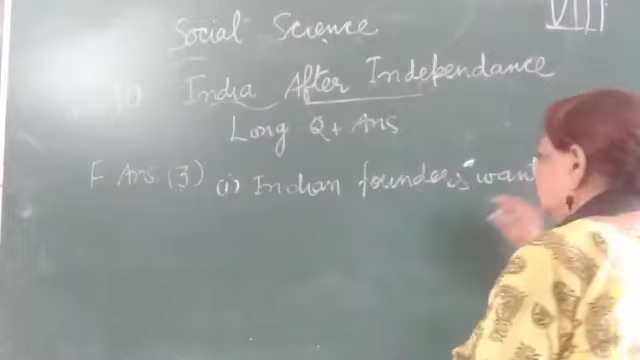 VIII
Social Science
10 India After Independance
Long Q + Ans
F Ans (3) (i) Indian founders want